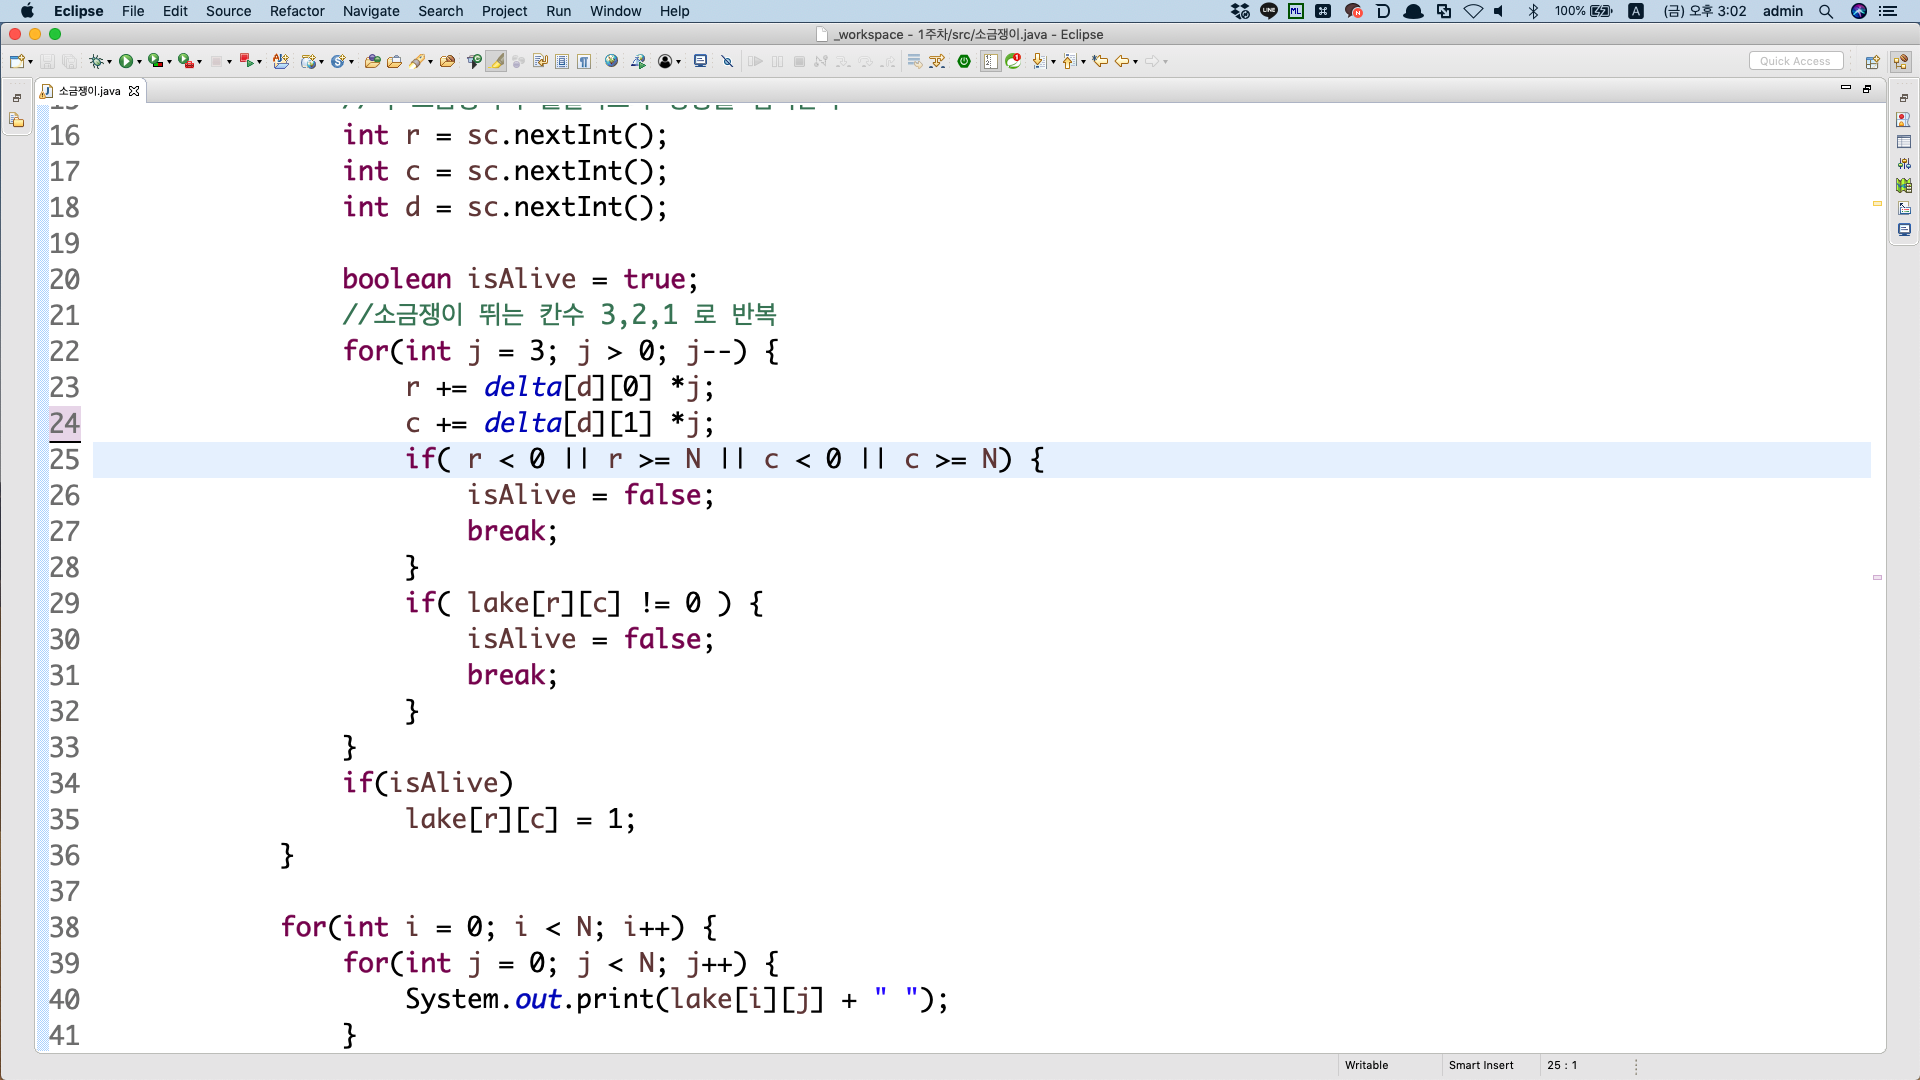 Eclipse File Edit Source Refactor Navigate Search Project Run Window Help 100% A (금) 오후 3:02 admin
_workspace - 1주차/src/소금쟁이.java - Eclipse
Quick Access
소금쟁이.java
16 int r = sc.nextInt();
17 int c = sc.nextInt();
18 int d = sc.nextInt();
19
20 boolean isAlive = true;
21 //소금쟁이 뛰는 칸수 3,2,1 로 반복
22 for(int j = 3; j > 0; j--) {
23 r += delta[d][0] *j;
24 c += delta[d][1] *j;
25 if( r < 0 || r >= N || c < 0 || c >= N) {
26 isAlive = false;
27 break;
28 }
29 if( lake[r][c] != 0 ) {
30 isAlive = false;
31 break;
32 }
33 }
34 if(isAlive)
35 lake[r][c] = 1;
36 }
37
38 for(int i = 0; i < N; i++) {
39 for(int j = 0; j < N; j++) {
40 System.out.print(lake[i][j] + " ");
41 }
Writable Smart Insert 25 : 1